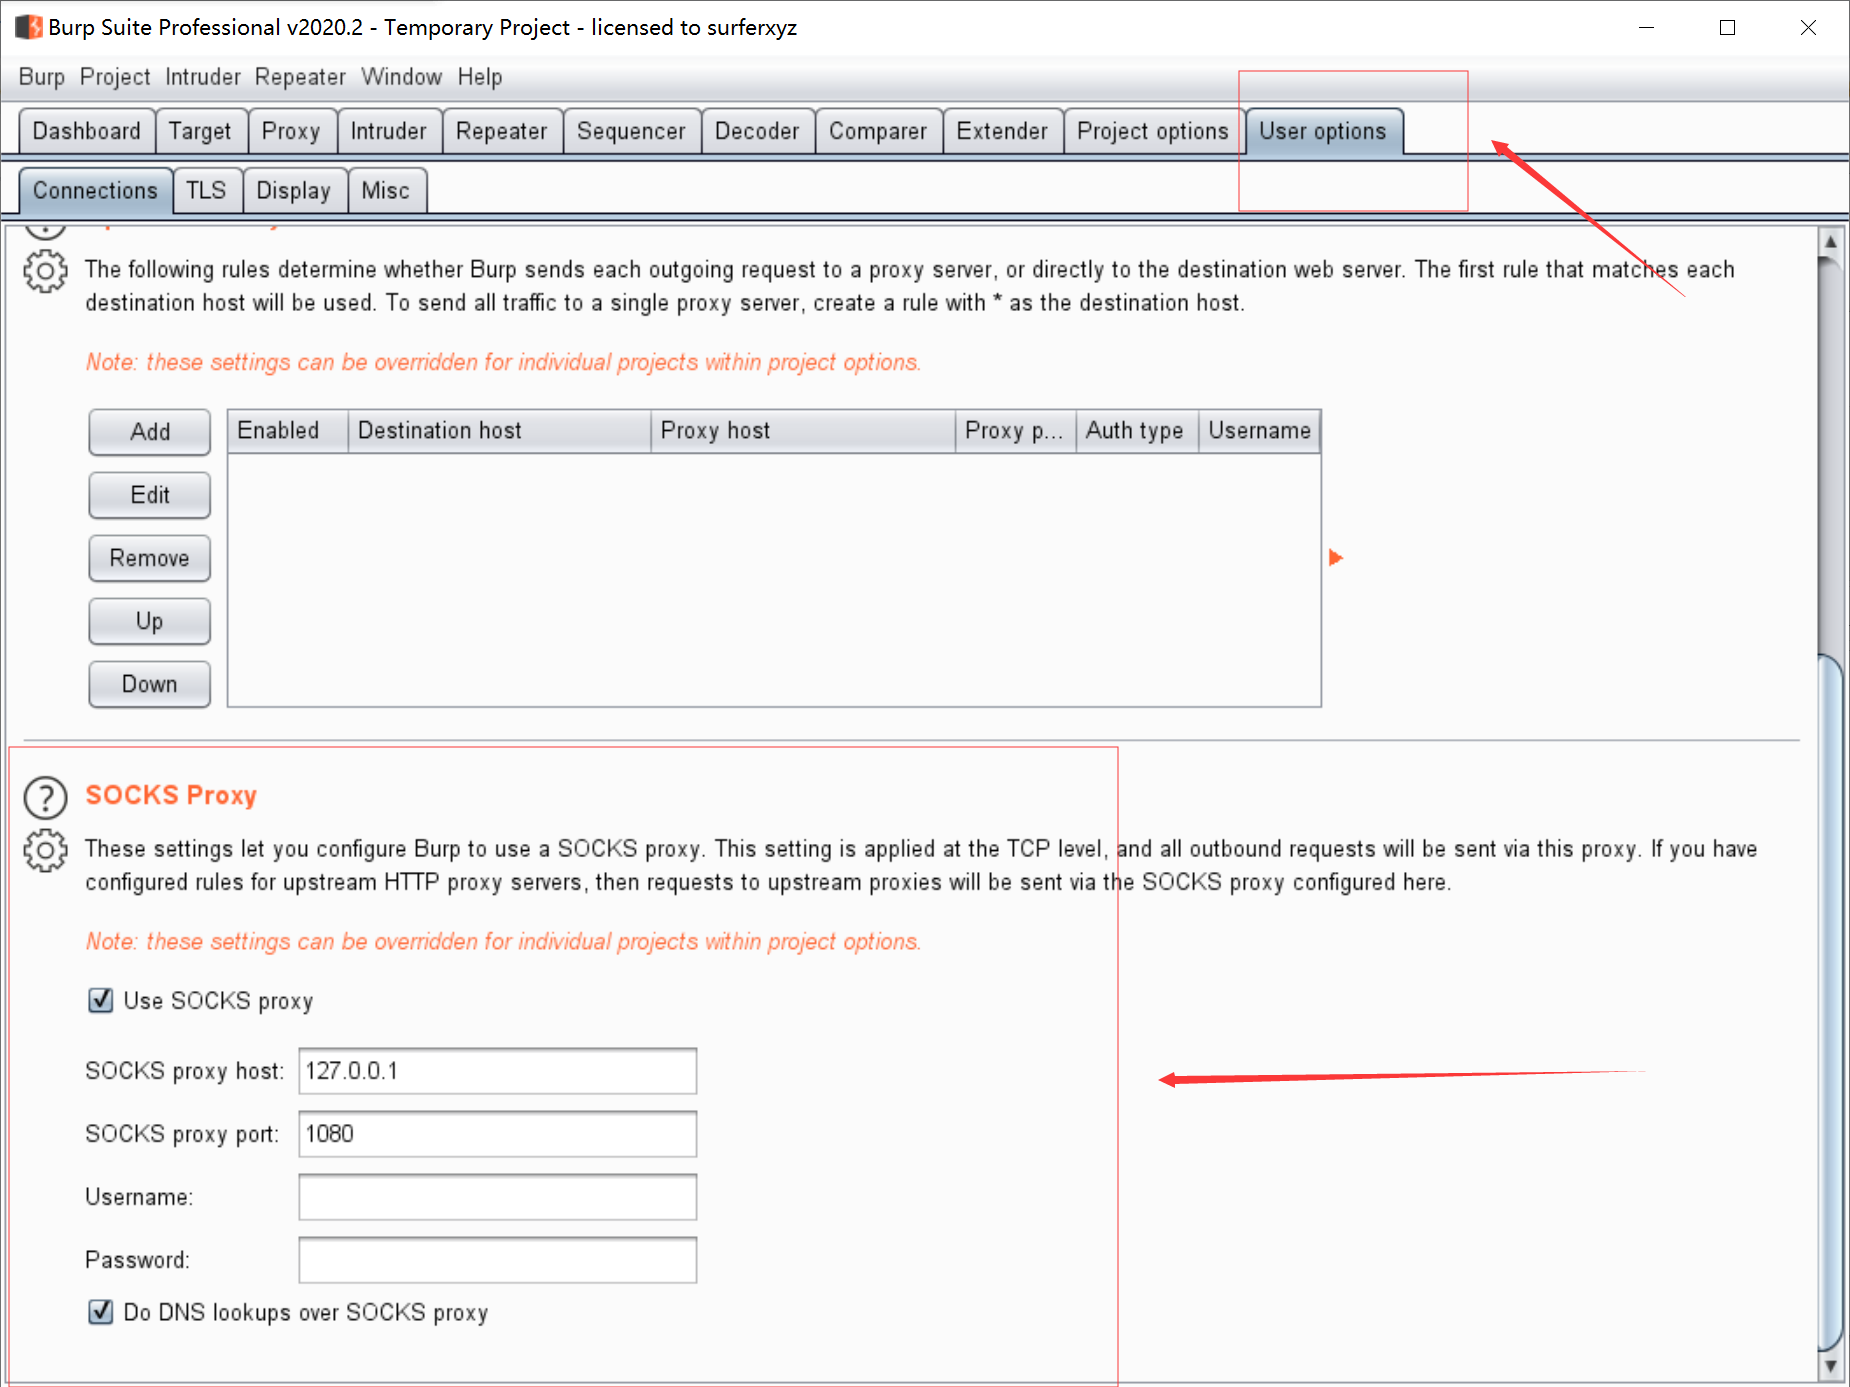 Burp Suite Professional v2020.2 - Temporary Project - licensed to surferxyz
Burp Project Intruder Repeater Window Help
Dashboard Target Proxy Intruder Repeater Sequencer Decoder Comparer Extender Project options User options
Connections TLS Display Misc
The following rules determine whether Burp sends each outgoing request to a proxy server, or directly to the destination web server. The first rule that matches each
destination host will be used. To send all traffic to a single proxy server, create a rule with * as the destination host.
Note: these settings can be overridden for individual projects within project options.
Add
Enabled Destination host Proxy host Proxy p... Auth type Username
Edit
Remove
Up
Down
? SOCKS Proxy
These settings let you configure Burp to use a SOCKS proxy. This setting is applied at the TCP level, and all outbound requests will be sent via this proxy. If you have
configured rules for upstream HTTP proxy servers, then requests to upstream proxies will be sent via the SOCKS proxy configured here.
Note: these settings can be overridden for individual projects within project options.
Use SOCKS proxy
SOCKS proxy host: 127.0.0.1
SOCKS proxy port: 1080
Username:
Password:
Do DNS lookups over SOCKS proxy